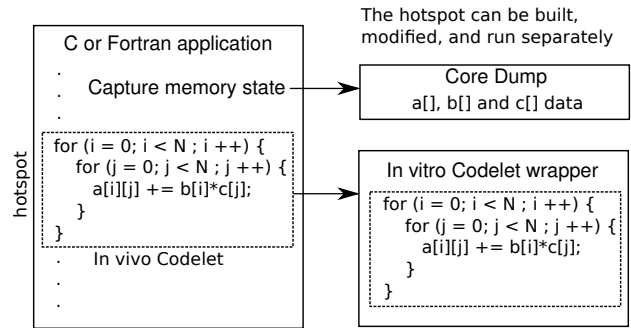 C or Fortran application
.
.
Capture memory state
.
hotspot
for (i = 0; i < N ; i ++) {
for (j = 0; j < N ; j ++) {
a[i][j] += b[i]*c[j];
}
}
.
In vivo Codelet
.
.
.
The hotspot can be built,
modified, and run separately
Core Dump
a[], b[] and c[] data
In vitro Codelet wrapper
for (i = 0; i < N ; i ++) {
for (j = 0; j < N ; j ++) {
a[i][j] += b[i]*c[j];
}
}